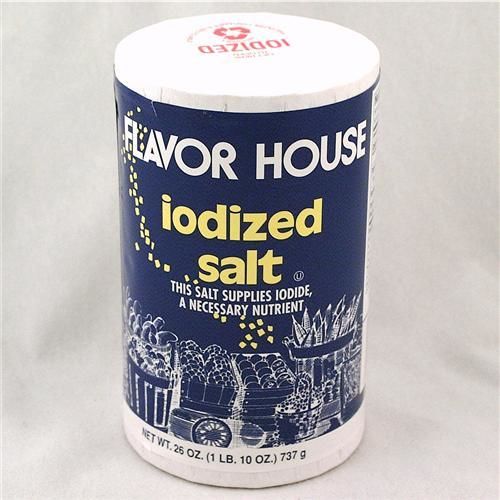 IODIZED
FLAVOR HOUSE
iodized
salt
THIS SALT SUPPLIES IODIDE,
A NECESSARY NUTRIENT
NET WT. 26 OZ. (1 LB. 10 OZ.) 737 g